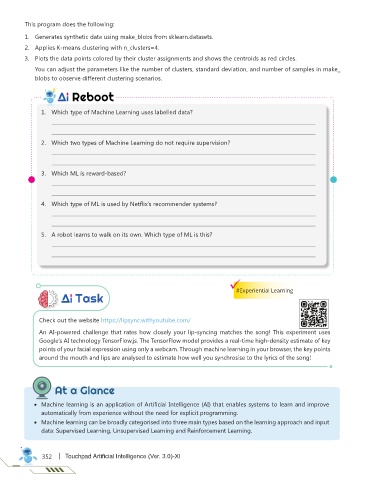 This program does the following:
1. Generates synthetic data using make_blobs from sklearn.datasets.
2. Applies K-means clustering with n_clusters=4.
3. Plots the data points colored by their cluster assignments and shows the centroids as red circles.
You can adjust the parameters like the number of clusters, standard deviation, and number of samples in make_
blobs to observe different clustering scenarios.
Ai Reboot
1. Which type of Machine Learning uses labelled data?
2. Which two types of Machine Learning do not require supervision?
3. Which ML is reward-based?
4. Which type of ML is used by Netflix's recommender systems?
5. A robot learns to walk on its own. Which type of ML is this?
#Experiential Learning
Ai Task
Check out the website https://lipsync.withyoutube.com/
An AI-powered challenge that rates how closely your lip-syncing matches the song! This experiment uses
Google's AI technology TensorFlow.js. The TensorFlow model provides a real-time high-density estimate of key
points of your facial expression using only a webcam. Through machine learning in your browser, the key points
around the mouth and lips are analysed to estimate how well you synchronise to the lyrics of the song!
At a Glance
• Machine learning is an application of Artificial Intelligence (AI) that enables systems to learn and improve
automatically from experience without the need for explicit programming.
• Machine learning can be broadly categorised into three main types based on the learning approach and input
data: Supervised Learning, Unsupervised Learning and Reinforcement Learning.
352 | Touchpad Artificial Intelligence (Ver. 3.0)-XI